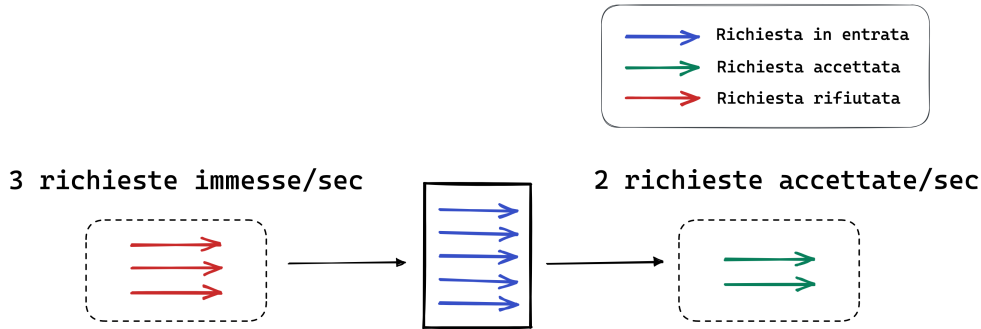 Richiesta in entrata
Richiesta accettata
Richiesta rifiutata
3 richieste immesse/sec
2 richieste accettate/sec